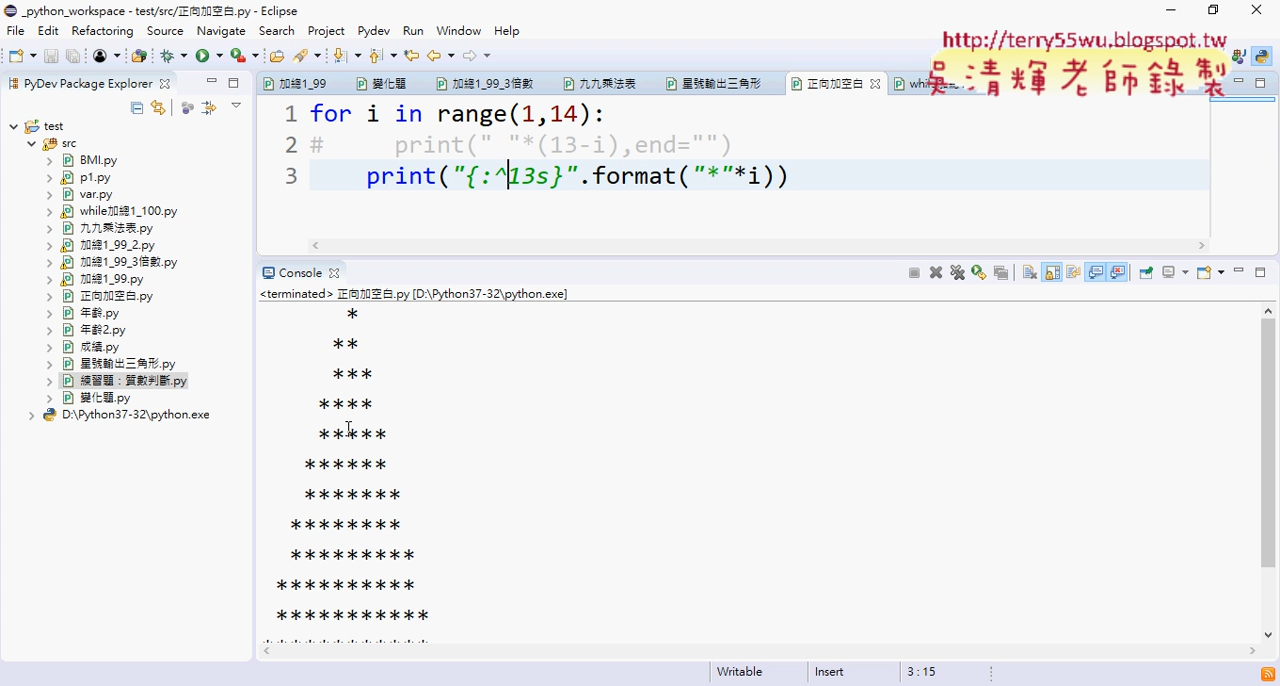 _python_workspace - test/src/正向加空白.py - Eclipse
File Edit Refactoring Source Navigate Search Project Pydev Run Window Help
http://terry55wu.blogspot.tw
吳清輝老師錄製
PyDev Package Explorer
加總1_99
變化題
加總1_99_3倍數
九九乘法表
星號輸出三角形
正向加空白
test
src
BMI.py
p1.py
var.py
while加總1_100.py
九九乘法表.py
加總1_99_2.py
加總1_99_3倍數.py
加總1_99.py
正向加空白.py
年齡.py
年齡2.py
成績.py
星號輸出三角形.py
練習題：質數判斷.py
變化題.py
D:\Python37-32\python.exe
1 for i in range(1,14):
2 #     print(" "*(13-i),end="")
3     print("{:^13s}".format("*"*i))
Console
<terminated> 正向加空白.py [D:\Python37-32\python.exe]
*
**
***
****
*****
******
*******
********
*********
**********
***********
************
Writable Insert 3 : 15